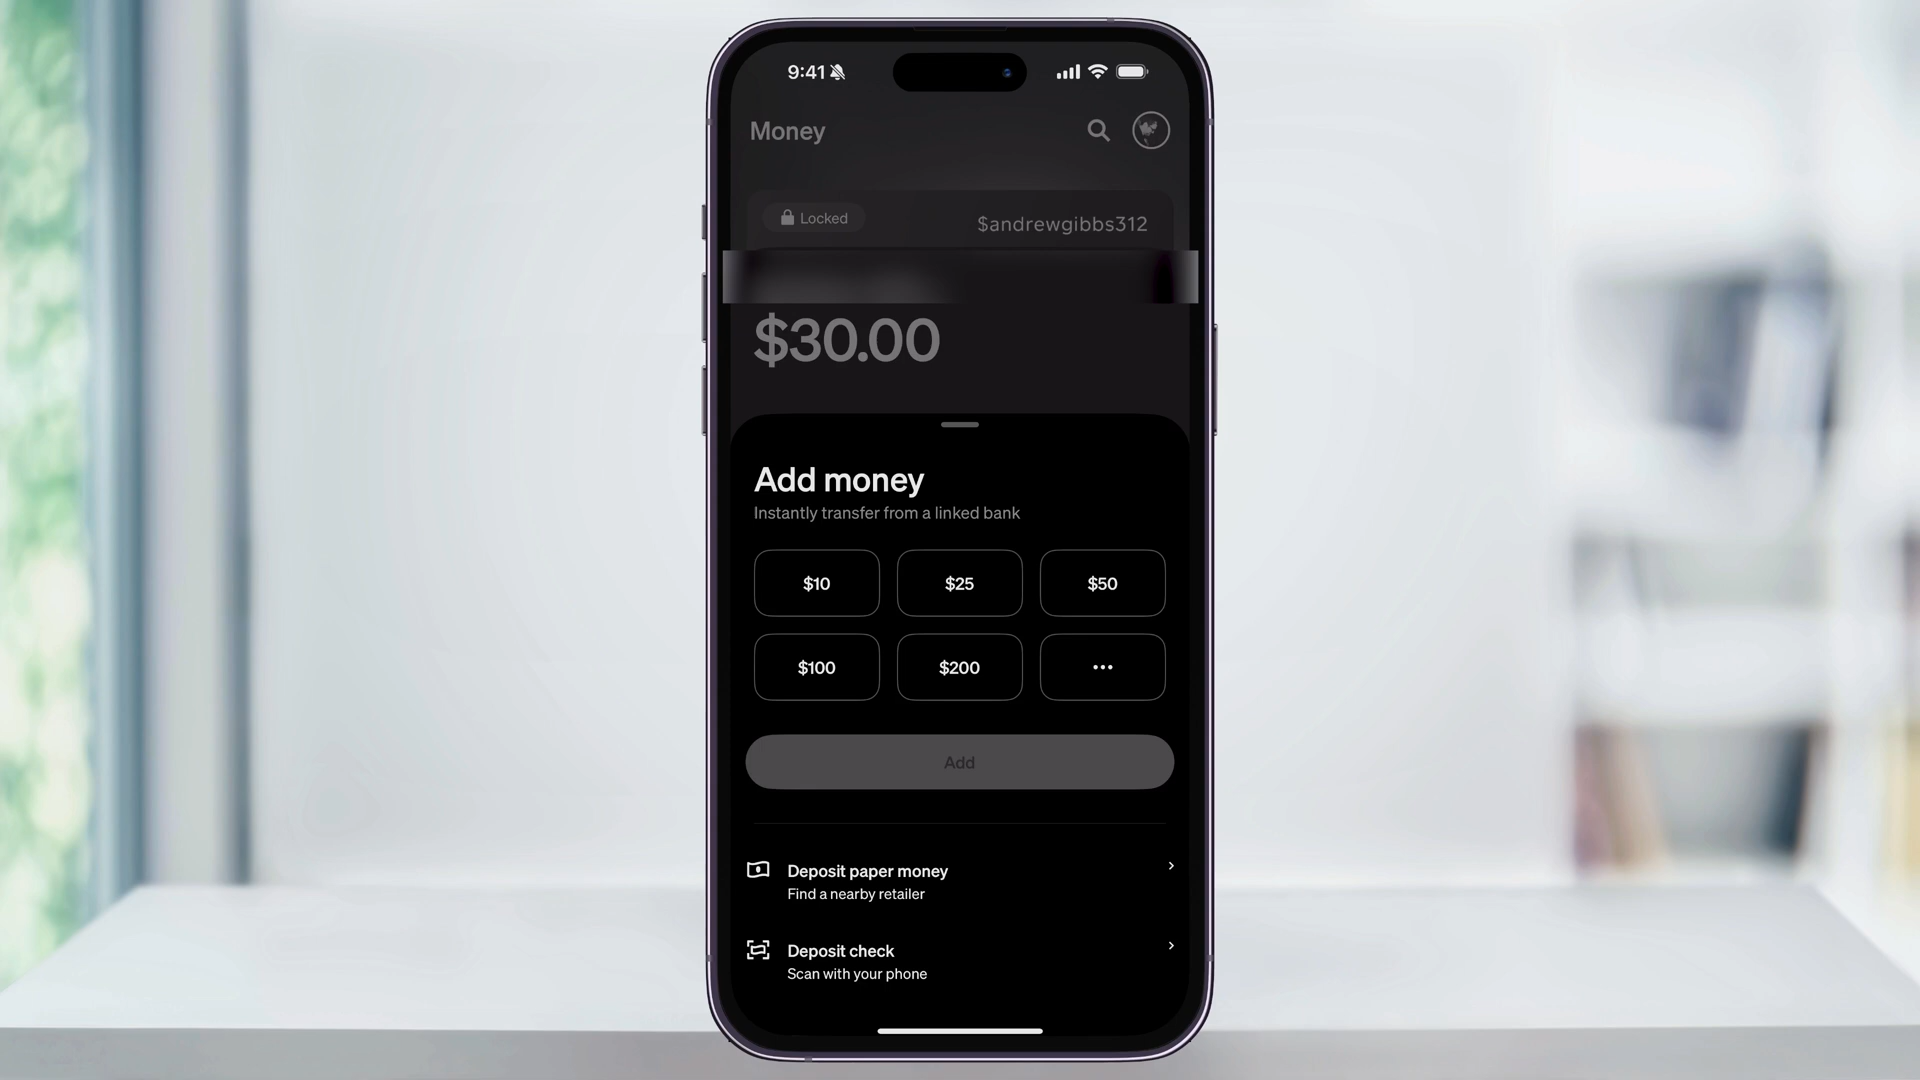 9:41
Money
Locked
$andrewgibbs312
$30.00
Add money
Instantly transfer from a linked bank
$10
$25
$50
$100
$200
...
Add
Deposit paper money
Find a nearby retailer
Deposit check
Scan with your phone